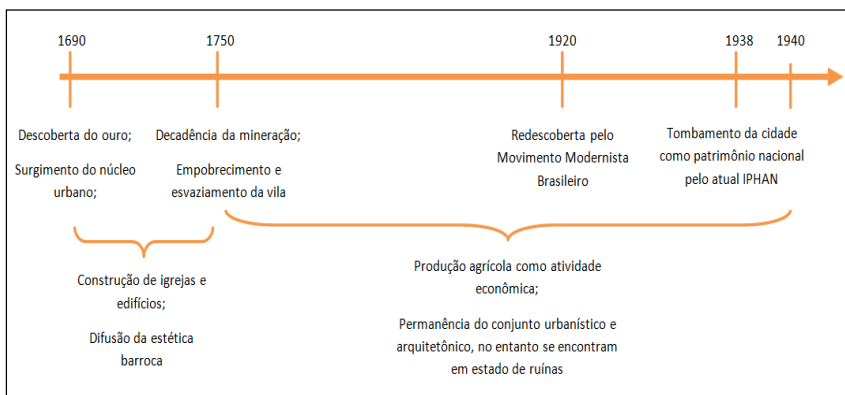 1690
1750
1920
1938
1940
Descoberta do ouro;
Surgimento do núcleo
urbano;
Decadência da mineração;
Empobrecimento e
esvaziamento da vila
Redescoberta pelo
Movimento Modernista
Brasileiro
Tombamento da cidade
como patrimônio nacional
pelo atual IPHAN
Construção de igrejas e
edifícios;
Difusão da estética
barroca
Produção agrícola como atividade
econômica;
Permanência do conjunto urbanístico e
arquitetônico, no entanto se encontram
em estado de ruínas